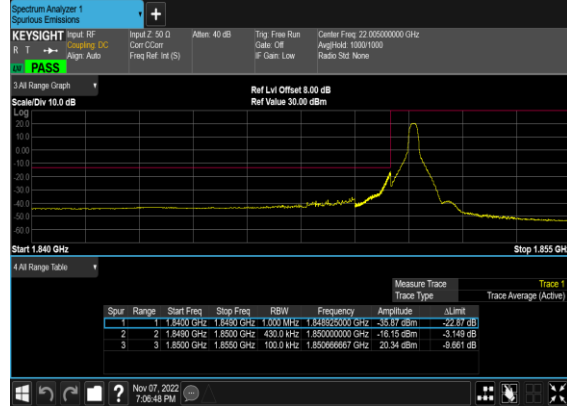 Spectrum Analyzer 1
Spurious Emissions
+
KEYSIGHT Input: RF Input Z: 50 Ω Atten: 40 dB Trig: Free Run Center Freq: 22.005000000 GHz
R T Coupling: DC Corr CCorr Gate: Off Avg|Hold: 1000/1000
Align: Auto Freq Ref: Int (S) IF Gain: Low Radio Std: None
LW PASS
3 All Range Graph
Ref Lvl Offset 8.00 dB
Scale/Div 10.0 dB Ref Value 30.00 dBm
Log
20.0
10.0
0.00
-10.0
-20.0
-30.0
-40.0
-50.0
-60.0
Start 1.840 GHz Stop 1.855 GHz
4 All Range Table
Measure Trace Trace 1
Trace Type Trace Average (Active)
Spur Range Start Freq Stop Freq RBW Frequency Amplitude ΔLimit
1 1 1.8400 GHz 1.8490 GHz 1.000 MHz 1.848925000 GHz -35.87 dBm -22.87 dB
2 2 1.8490 GHz 1.8500 GHz 430.0 kHz 1.850000000 GHz -16.15 dBm -3.149 dB
3 3 1.8500 GHz 1.8550 GHz 100.0 kHz 1.850666667 GHz 20.34 dBm -9.661 dB
? Nov 07, 2022
7:06:48 PM